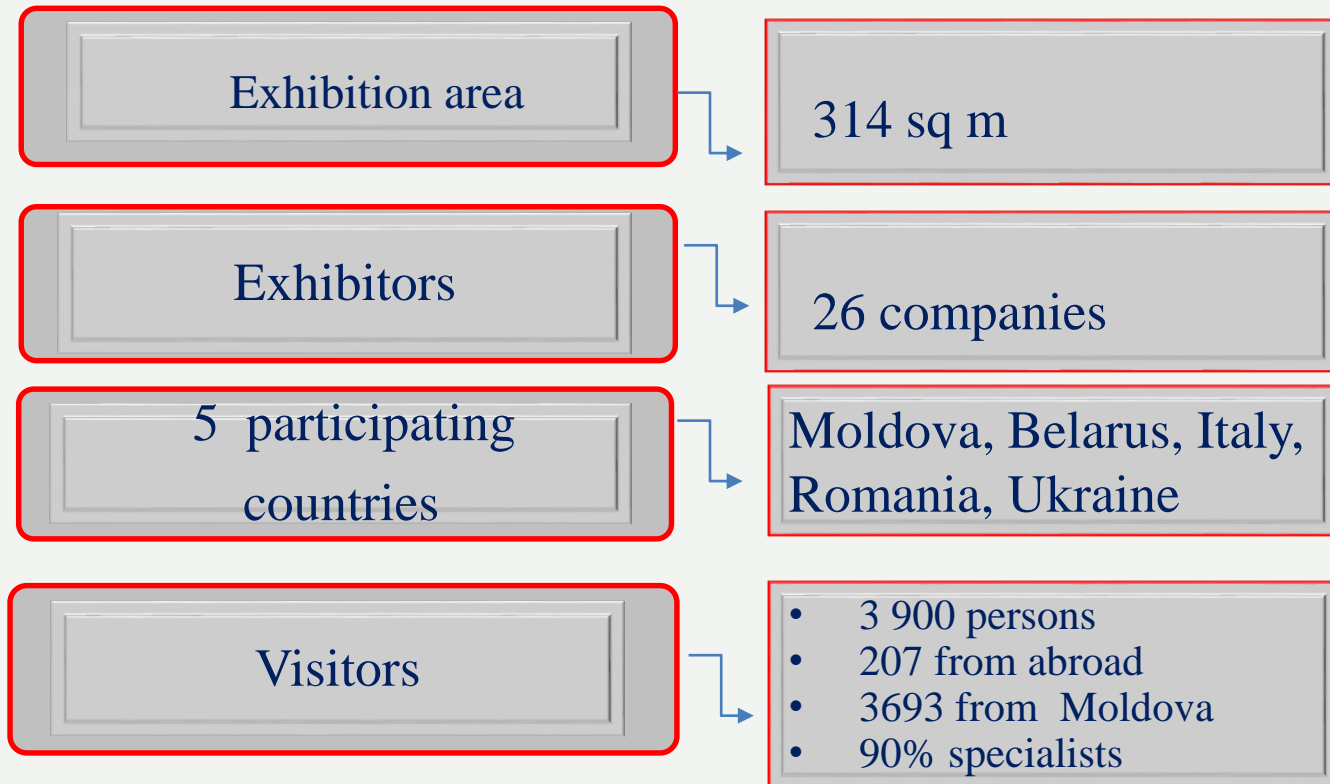 Exhibition area
314 sq m
Exhibitors
26 companies
5 participating
countries
Moldova, Belarus, Italy,
Romania, Ukraine
Visitors
• 3 900 persons
• 207 from abroad
• 3693 from Moldova
• 90% specialists